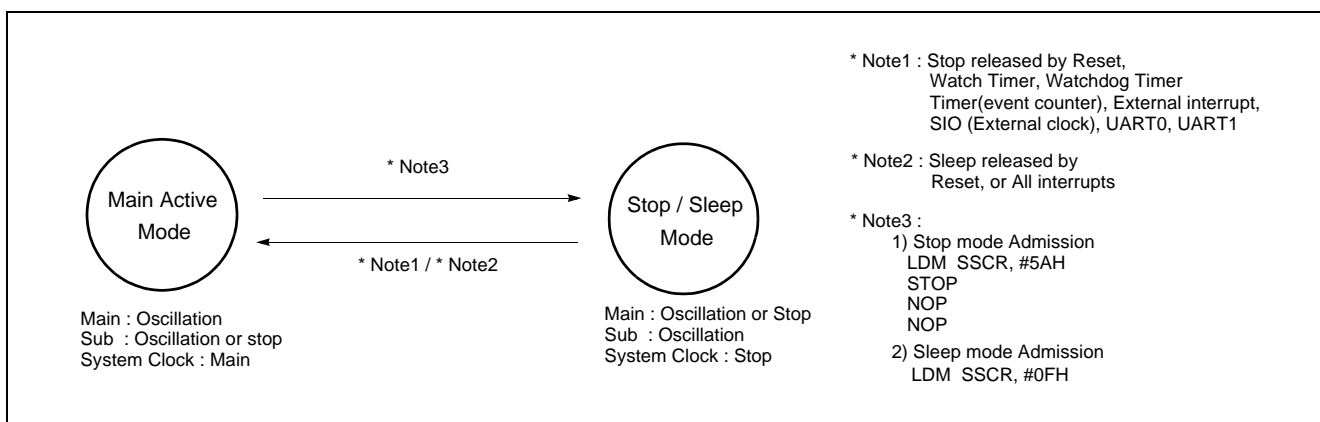 Main Active
Mode
Main : Oscillation
Sub : Oscillation or stop
System Clock : Main
* Note3
* Note1 / * Note2
Stop / Sleep
Mode
Main : Oscillation or Stop
Sub : Oscillation
System Clock : Stop
* Note1 : Stop released by Reset,
Watch Timer, Watchdog Timer
Timer(event counter), External interrupt,
SIO (External clock), UART0, UART1
* Note2 : Sleep released by
Reset, or All interrupts
* Note3 :
1) Stop mode Admission
LDM SSCR, #5AH
STOP
NOP
NOP
2) Sleep mode Admission
LDM SSCR, #0FH